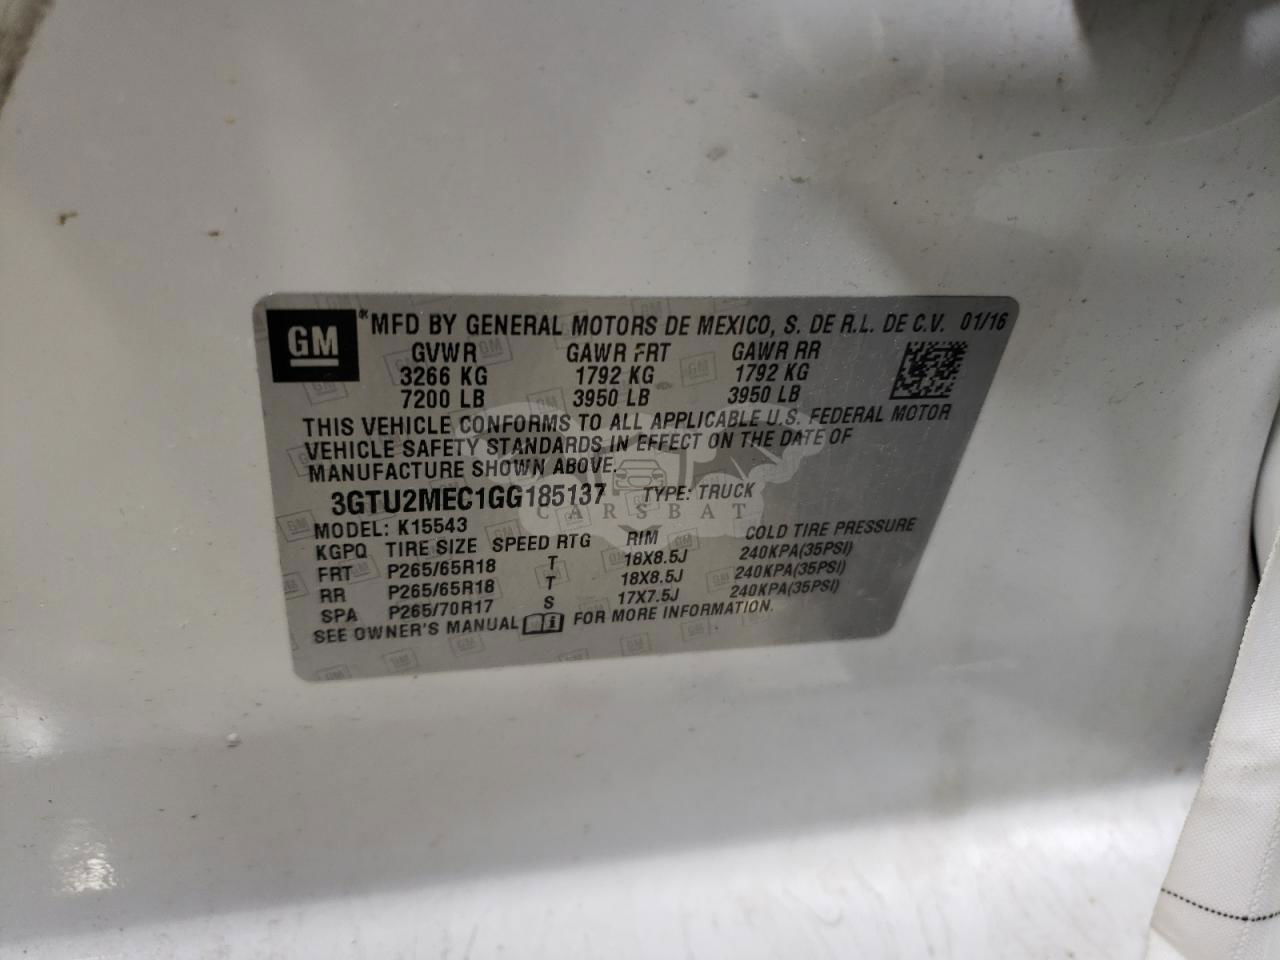 GM ® MFD BY GENERAL MOTORS DE MEXICO, S. DE R.L. DE C.V. 01/16
GVWR GAWR FRT GAWR RR
3266 KG 1792 KG 1792 KG
7200 LB 3950 LB 3950 LB
THIS VEHICLE CONFORMS TO ALL APPLICABLE U.S. FEDERAL MOTOR
VEHICLE SAFETY STANDARDS IN EFFECT ON THE DATE OF
MANUFACTURE SHOWN ABOVE.
3GTU2MEC1GG185137 TYPE: TRUCK
CARSBAT
MODEL: K15543
KGPQ TIRE SIZE SPEED RTG RIM COLD TIRE PRESSURE
FRT P265/65R18 T 18X8.5J 240KPA(35PSI)
RR P265/65R18 T 18X8.5J 240KPA(35PSI)
SPA P265/70R17 S 17X7.5J 240KPA(35PSI)
SEE OWNER'S MANUAL i FOR MORE INFORMATION.